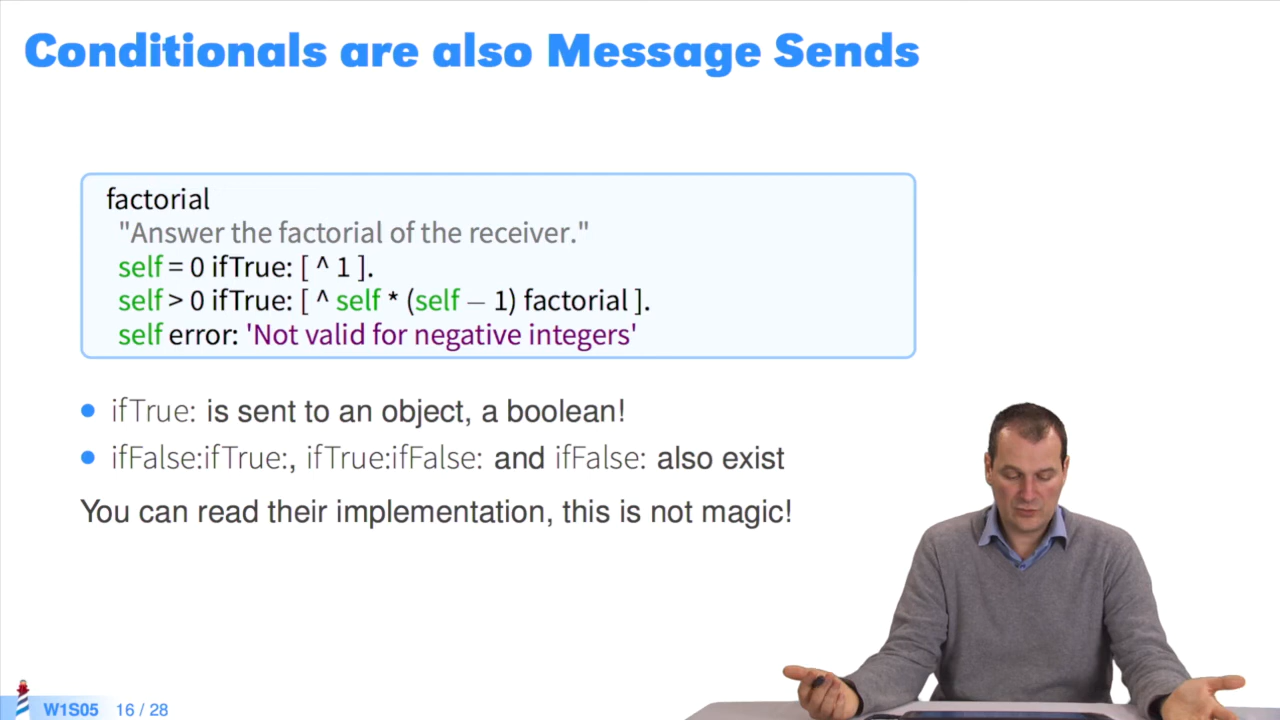 Conditionals are also Message Sends
factorial
"Answer the factorial of the receiver."
self = 0 ifTrue: [ ^ 1 ].
self > 0 ifTrue: [ ^ self * (self – 1) factorial ].
self error: 'Not valid for negative integers'
ifTrue: is sent to an object, a boolean!
ifFalse:ifTrue:, ifTrue:ifFalse: and ifFalse: also exist
You can read their implementation, this is not magic!
W1S05 16 / 28